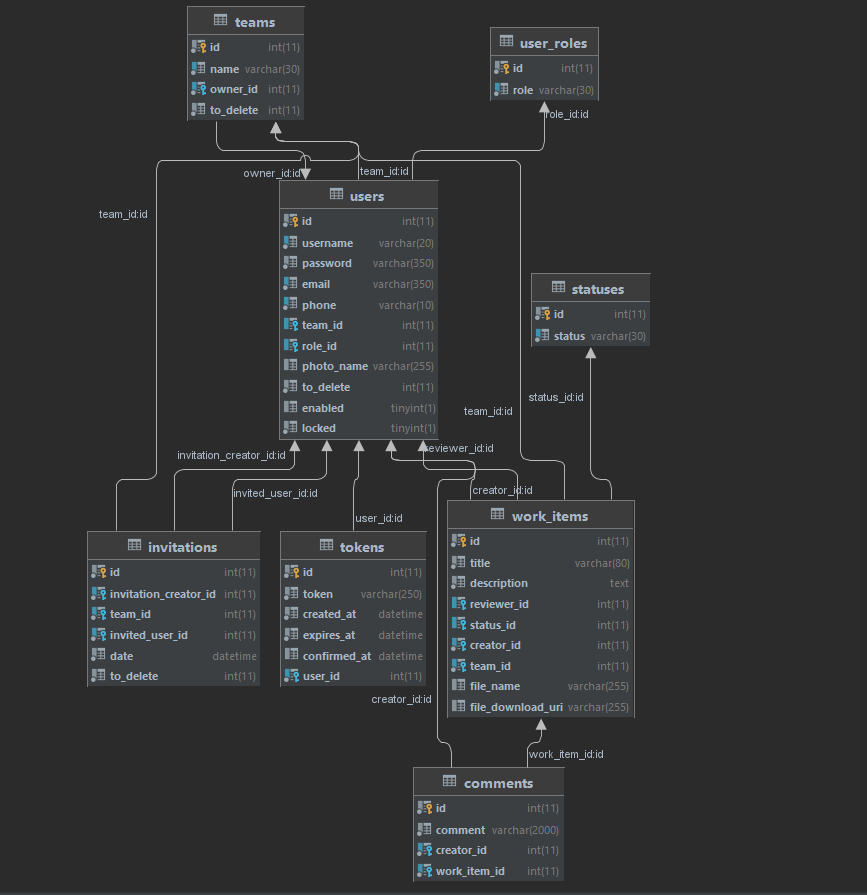 teams
id int(11)
name varchar(30)
owner_id int(11)
to_delete int(11)
user_roles
id int(11)
role varchar(30)
role_id:id
owner_id:id
team_id:id
team_id:id
users
id int(11)
username varchar(20)
password varchar(350)
email varchar(350)
phone varchar(10)
team_id int(11)
role_id int(11)
photo_name varchar(255)
to_delete int(11)
enabled tinyint(1)
locked tinyint(1)
statuses
id int(11)
status varchar(30)
status_id:id
team_id:id
invitation_creator_id:id
reviewer_id:id
invited_user_id:id
creator_id:id
user_id:id
invitations
id int(11)
invitation_creator_id int(11)
team_id int(11)
invited_user_id int(11)
date datetime
to_delete int(11)
tokens
id int(11)
token varchar(250)
created_at datetime
expires_at datetime
confirmed_at datetime
user_id int(11)
work_items
id int(11)
title varchar(80)
description text
reviewer_id int(11)
status_id int(11)
creator_id int(11)
team_id int(11)
file_name varchar(255)
file_download_uri varchar(255)
creator_id:id
work_item_id:id
comments
id int(11)
comment varchar(2000)
creator_id int(11)
work_item_id int(11)